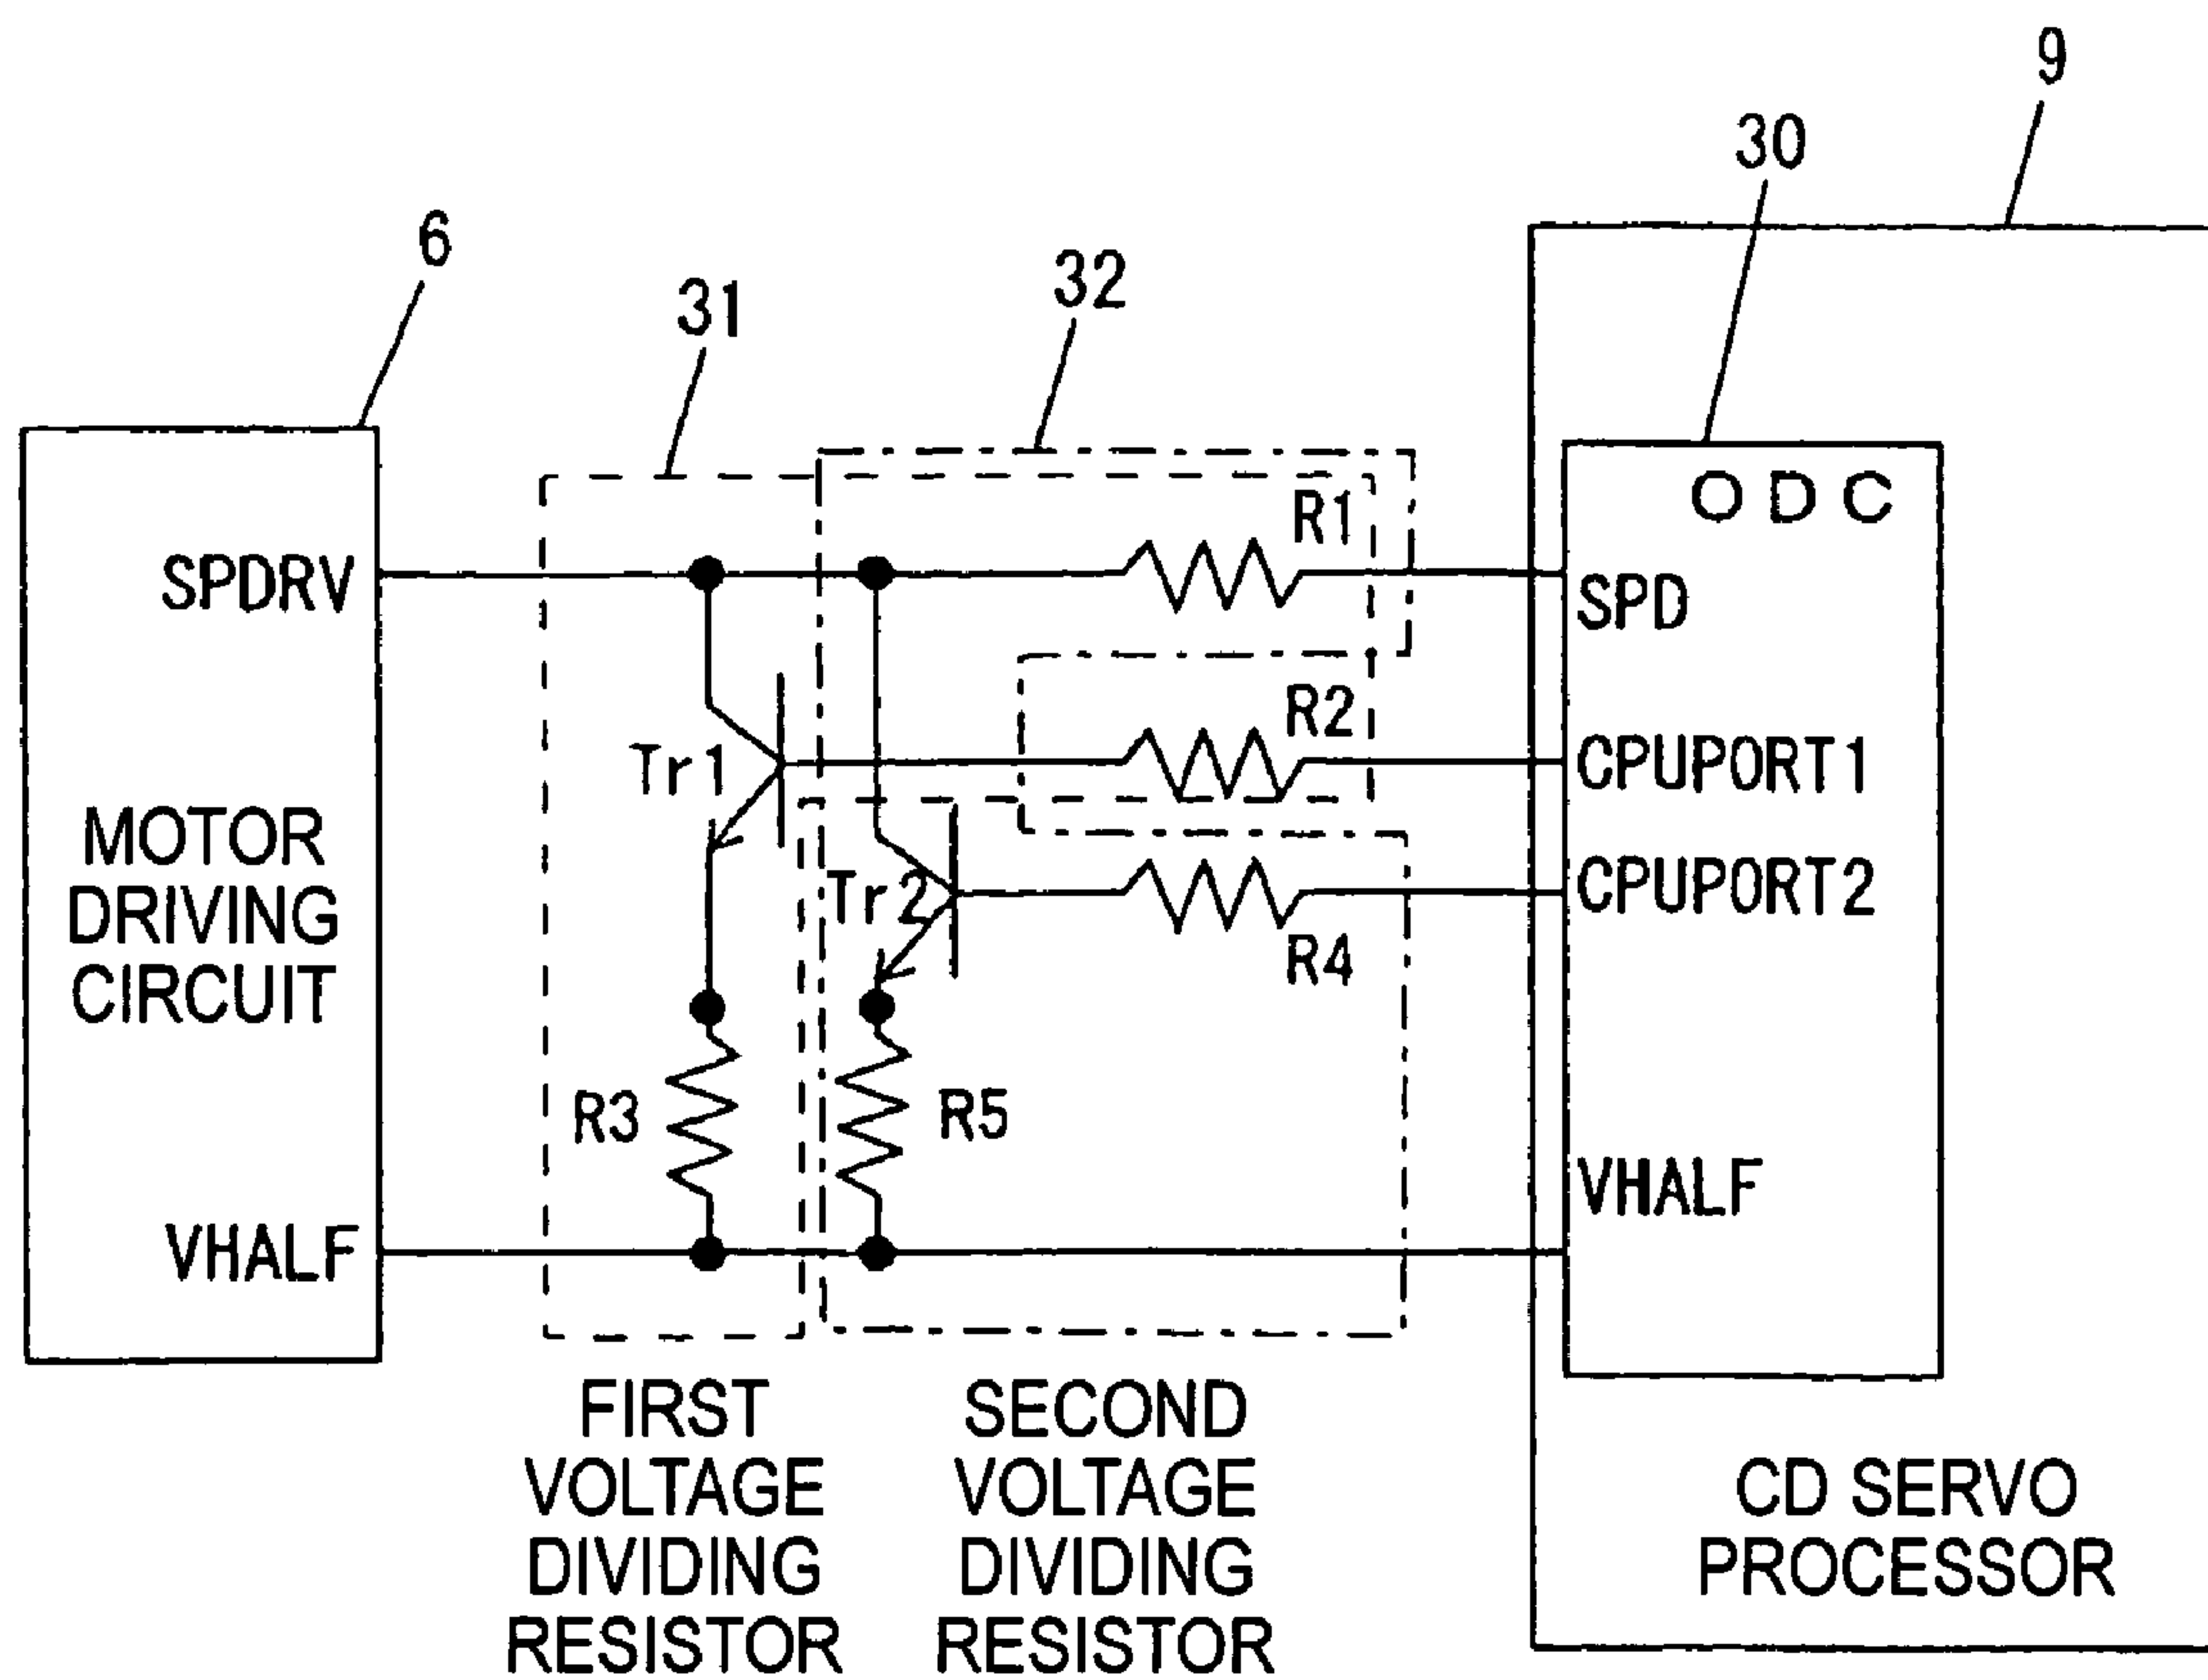 9
30
6
32
31
ODC
R1
SPDRV
SPD
R2
Tr1
CPUPORT1
MOTOR
DRIVING
CIRCUIT
Tr2
CPUPORT2
R4
R3
R5
VHALF
VHALF
FIRST
VOLTAGE
DIVIDING
RESISTOR
SECOND
VOLTAGE
DIVIDING
RESISTOR
CD SERVO
PROCESSOR